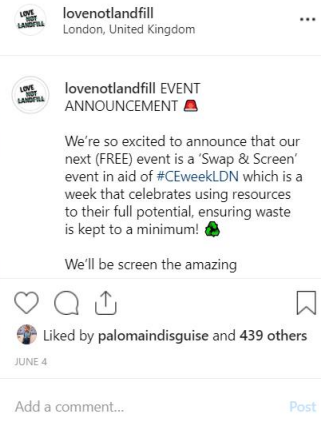 LOVE NOT LANDFILL
lovenotlandfill
London, United Kingdom
LOVE NOT LANDFILL
lovenotlandfill EVENT
ANNOUNCEMENT 🚨
We're so excited to announce that our
next (FREE) event is a 'Swap & Screen'
event in aid of #CEweekLDN which is a
week that celebrates using resources
to their full potential, ensuring waste
is kept to a minimum! ♻
We'll be screen the amazing
Liked by palomaindisguise and 439 others
JUNE 4
Add a comment...
Post